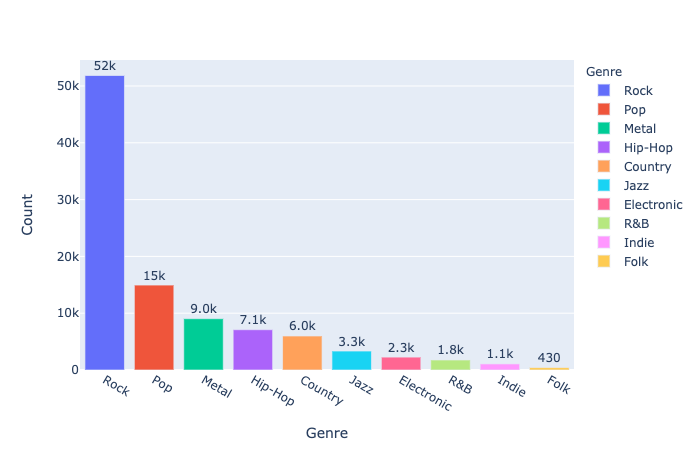 52k
50k
40k
30k
20k
10k
0
15k
9.0k
7.1k
6.0k
3.3k
2.3k
1.8k
1.1k
430
Count
Rock
Pop
Metal
Hip-Hop
Country
Jazz
Electronic
R&B
Indie
Folk
Genre
Genre
Rock
Pop
Metal
Hip-Hop
Country
Jazz
Electronic
R&B
Indie
Folk